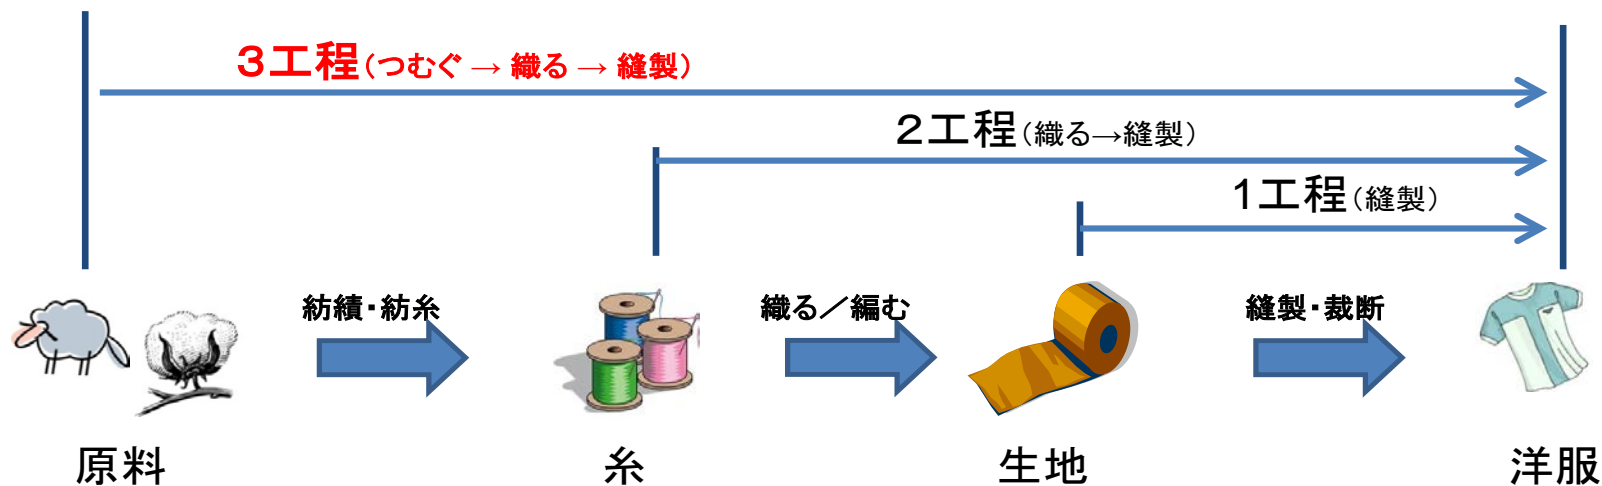 ３工程（つむぐ → 織る → 縫製）
２工程（織る→縫製）
１工程（縫製）
紡績・紡糸
織る／編む
縫製・裁断
原料
糸
生地
洋服